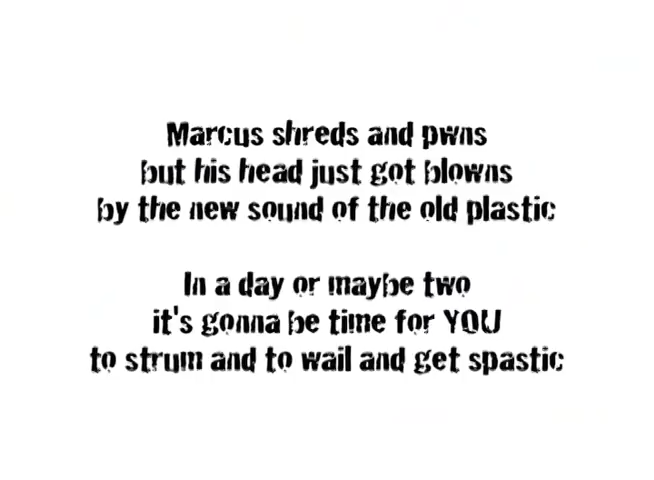 Marcus shreds and pwns
but his head just got blowns
by the new sound of the old plastic
In a day or maybe two
it's gonna be time for YOU
to strum and to wail and get spastic